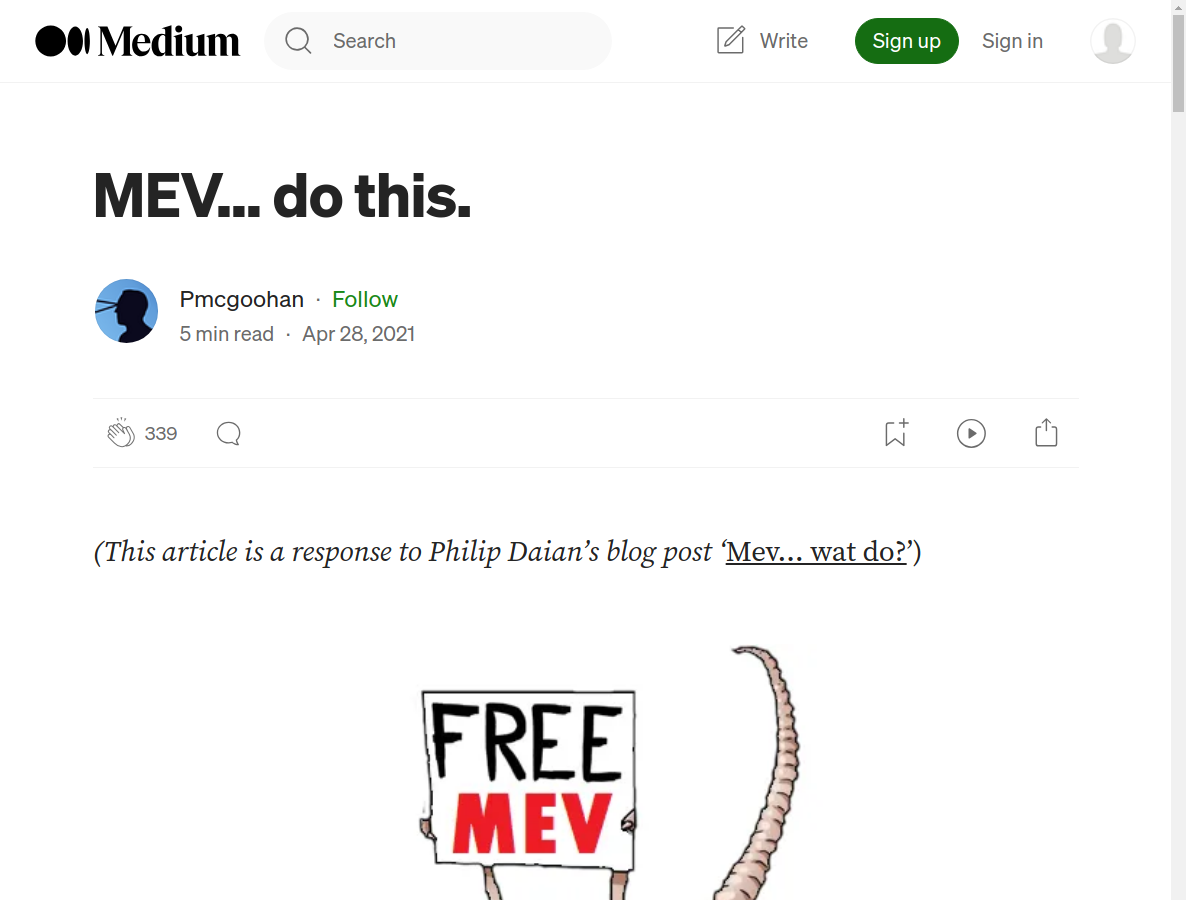 Medium
Search
Write
Sign up
Sign in
MEV... do this.
Pmcgoohan · Follow
5 min read · Apr 28, 2021
339
(This article is a response to Philip Daian’s blog post ‘Mev… wat do?’)
FREE
MEV